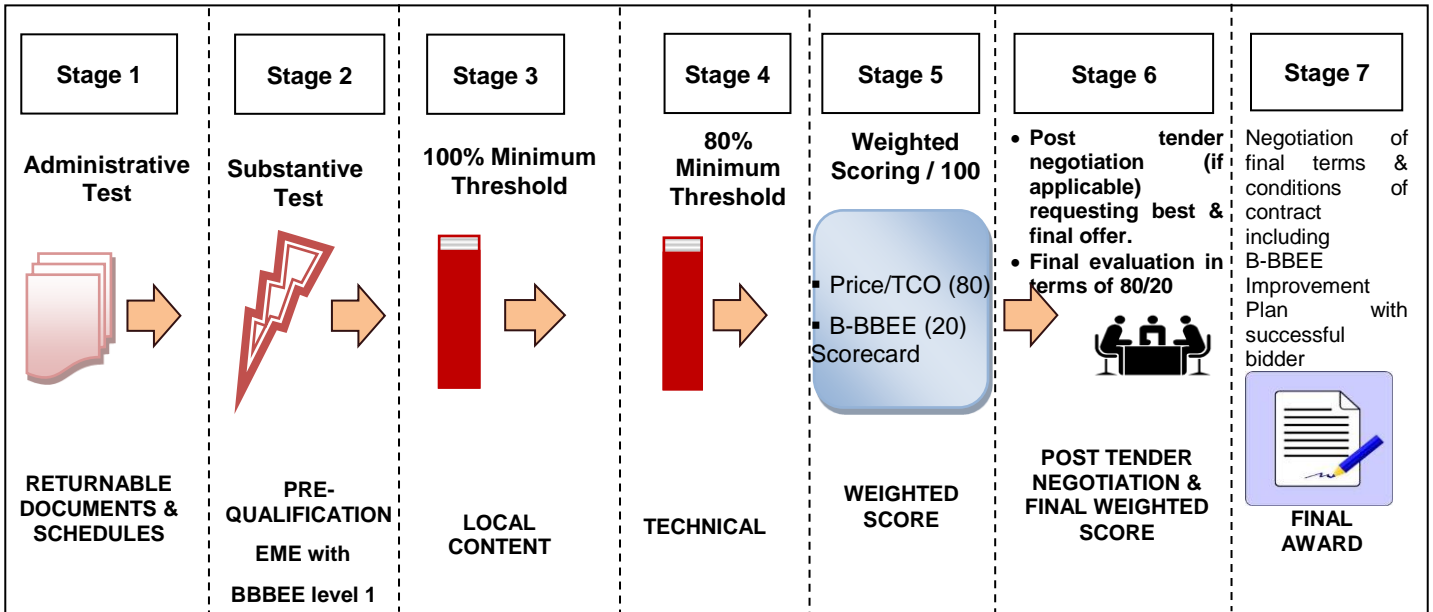 Stage 1
Administrative
Test
RETURNABLE
DOCUMENTS &
SCHEDULES
Stage 2
Substantive
Test
PRE-
QUALIFICATION
EME with
BBBEE level 1
Stage 3
100% Minimum
Threshold
LOCAL
CONTENT
Stage 4
80%
Minimum
Threshold
TECHNICAL
Stage 5
Weighted
Scoring / 100
▪ Price/TCO (80)
▪ B-BBEE (20)
Scorecard
WEIGHTED
SCORE
Stage 6
• Post tender
negotiation (if
applicable)
requesting best &
final offer.
• Final evaluation in
terms of 80/20
POST TENDER
NEGOTIATION &
FINAL WEIGHTED
SCORE
Stage 7
Negotiation of
final terms &
conditions of
contract
including
B-BBEE
Improvement
Plan with
successful
bidder
FINAL
AWARD